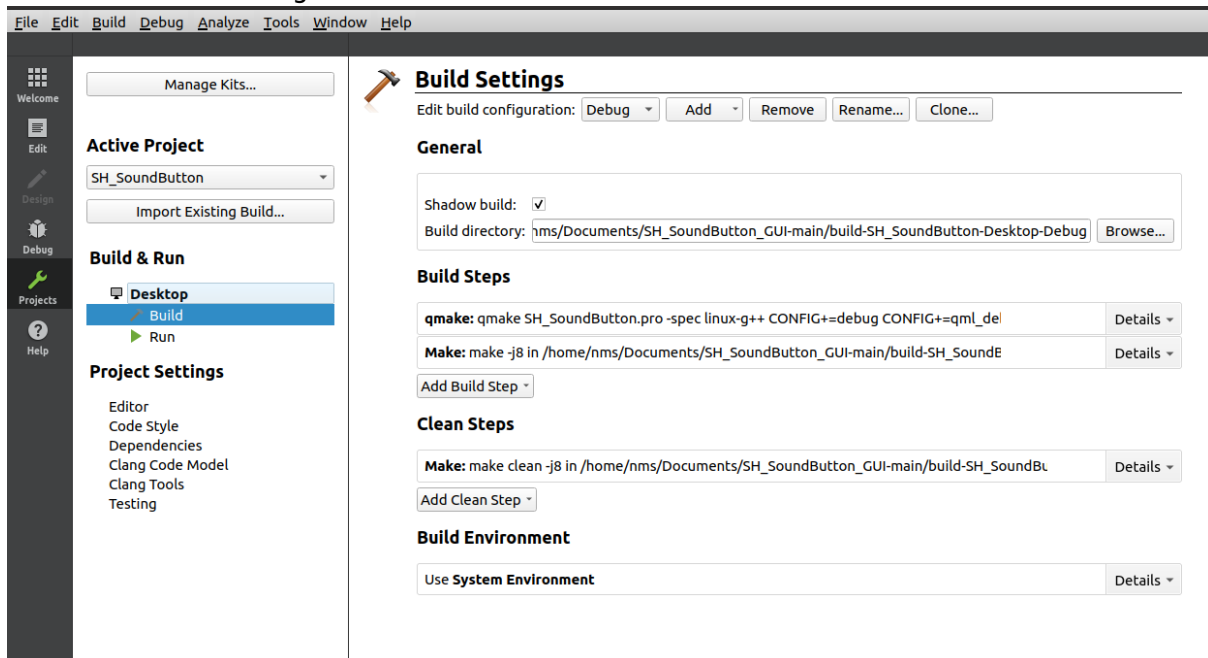 File Edit Build Debug Analyze Tools Window Help
Welcome
Edit
Design
Debug
Projects
Help
Manage Kits...
Active Project
SH_SoundButton
Import Existing Build...
Build & Run
Desktop
Build
Run
Project Settings
Editor
Code Style
Dependencies
Clang Code Model
Clang Tools
Testing
Build Settings
Edit build configuration: Debug Add Remove Rename... Clone...
General
Shadow build:
Build directory: nms/Documents/SH_SoundButton_GUI-main/build-SH_SoundButton-Desktop-Debug Browse...
Build Steps
qmake: qmake SH_SoundButton.pro -spec linux-g++ CONFIG+=debug CONFIG+=qml_de Details
Make: make -j8 in /home/nms/Documents/SH_SoundButton_GUI-main/build-SH_SoundB Details
Add Build Step
Clean Steps
Make: make clean -j8 in /home/nms/Documents/SH_SoundButton_GUI-main/build-SH_SoundBu Details
Add Clean Step
Build Environment
Use System Environment Details